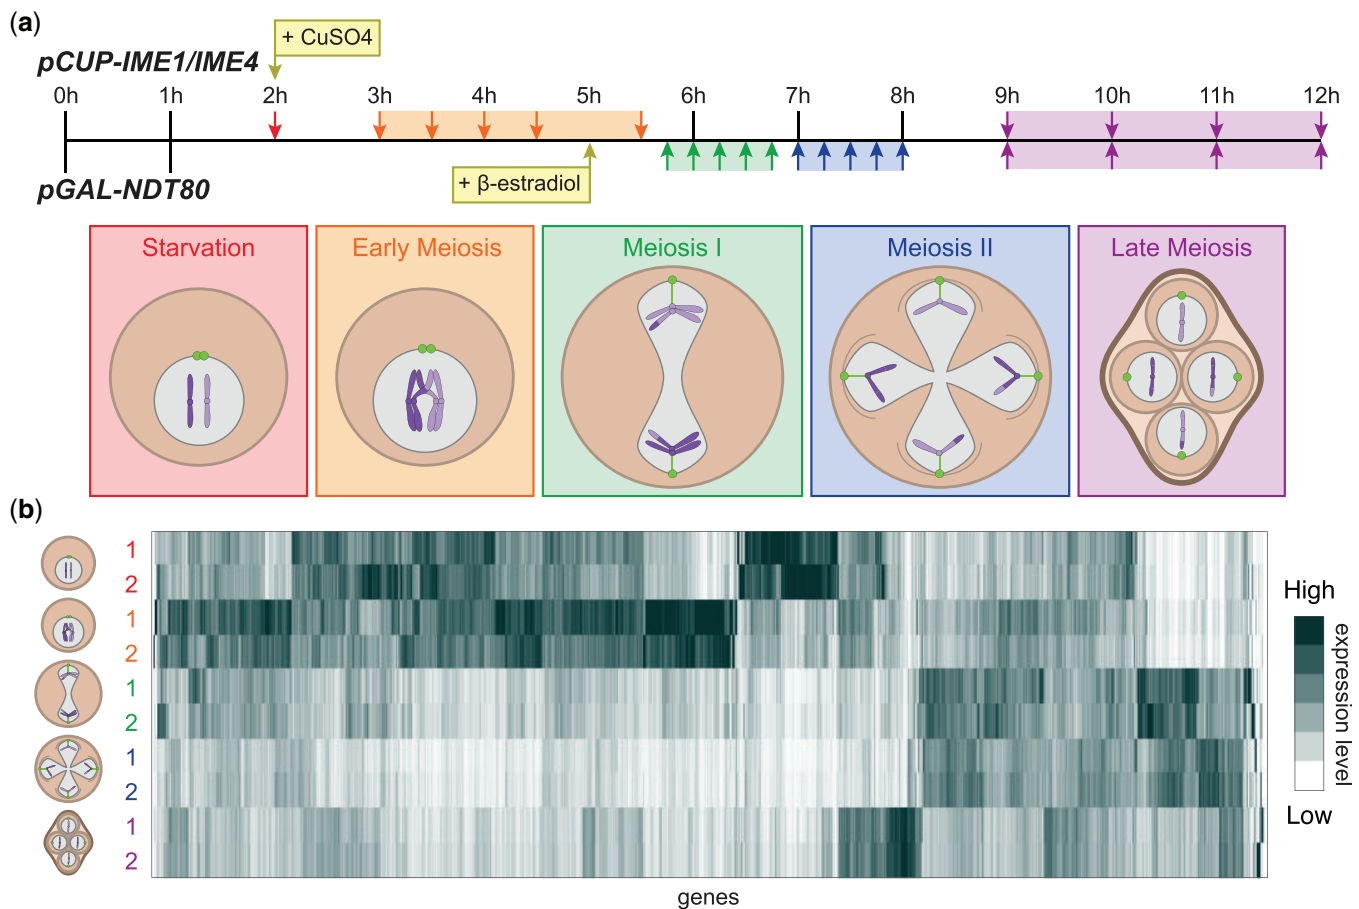 (a)
+ CuSO4
pCUP-IME1/IME4
0h 1h 2h 3h 4h 5h 6h 7h 8h 9h 10h 11h 12h
+ β-estradiol
pGAL-NDT80
Starvation Early Meiosis Meiosis I Meiosis II Late Meiosis
(b)
1
2
1
2
1
2
1
2
1
2
High
expression level
Low
genes